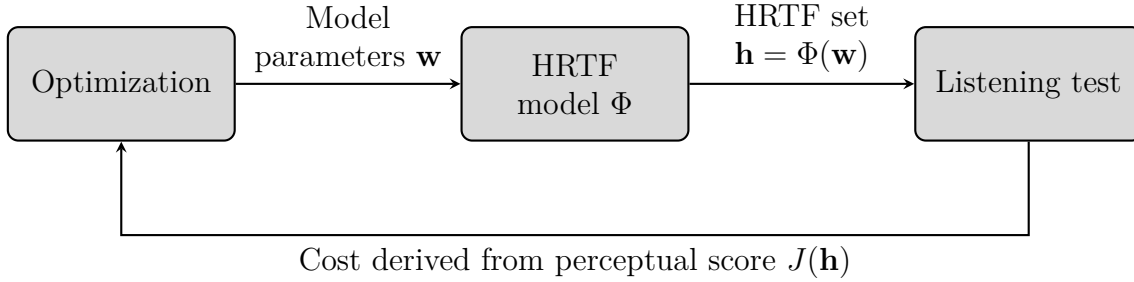 Optimization
Model
parameters w
HRTF
model Φ
HRTF set
h = Φ(w)
Listening test
Cost derived from perceptual score J(h)